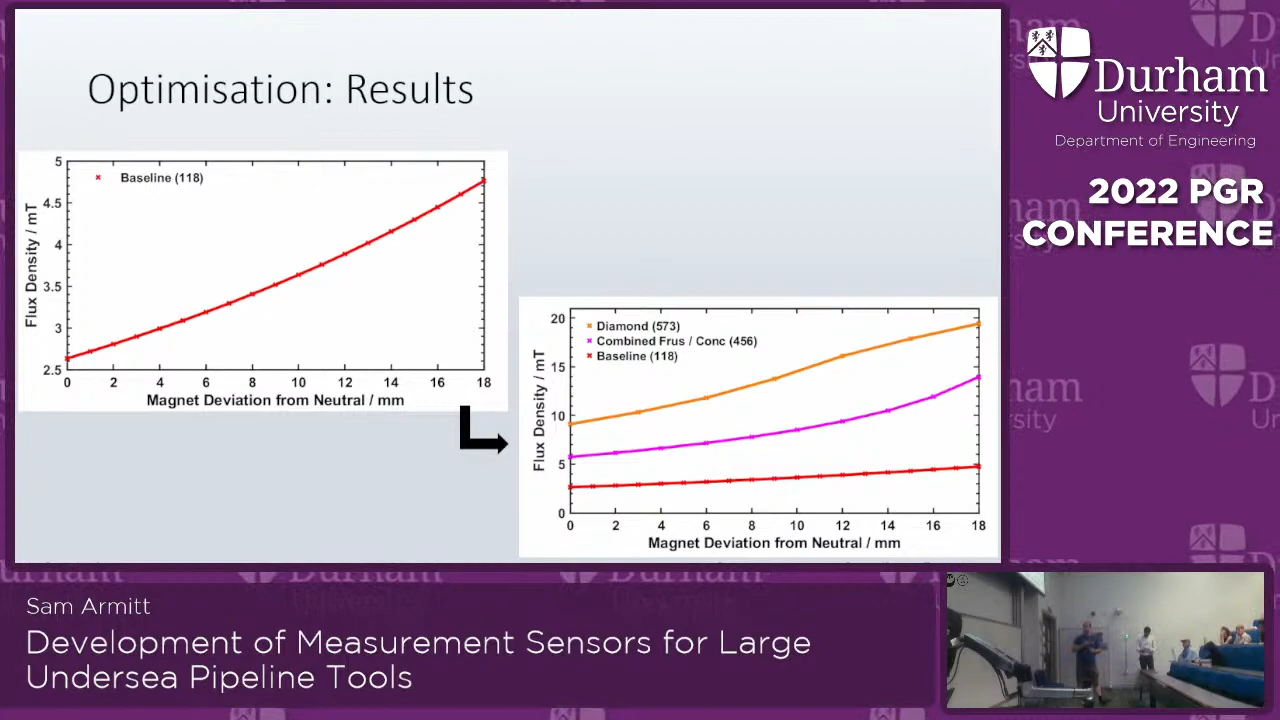 Optimisation: Results
5
4.5
4
3.5
3
2.5
Flux Density / mT
Baseline (118)
0 2 4 6 8 10 12 14 16 18
Magnet Deviation from Neutral / mm
20
15
10
5
0
Flux Density / mT
Diamond (573)
Combined Frus / Conc (456)
Baseline (118)
0 2 4 6 8 10 12 14 16 18
Magnet Deviation from Neutral / mm
Durham
University
Department of Engineering
2022 PGR
CONFERENCE
Sam Armitt
Development of Measurement Sensors for Large
Undersea Pipeline Tools